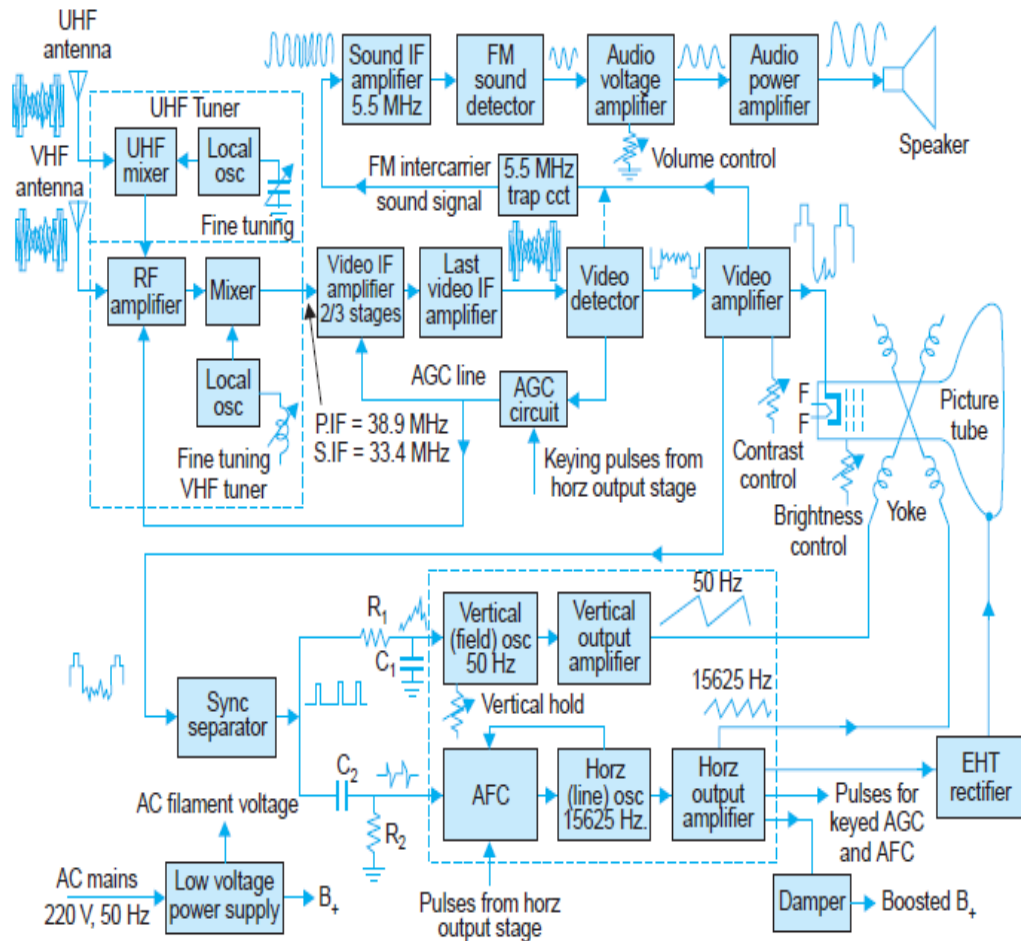 UHF
antenna
UHF Tuner
UHF
mixer
Local
osc
Fine tuning
VHF
antenna
Sound IF
amplifier
5.5 MHz
FM
sound
detector
Audio
voltage
amplifier
Audio
power
amplifier
Speaker
Volume control
FM intercarrier
sound signal
5.5 MHz
trap cct
RF
amplifier
Mixer
Local
osc
Fine tuning
VHF tuner
Video IF
amplifier
2/3 stages
Last
video IF
amplifier
Video
detector
Video
amplifier
AGC line
AGC
circuit
P.IF = 38.9 MHz
S.IF = 33.4 MHz
Keying pulses from
horz output stage
Contrast
control
F
F
Brightness
control
Picture
tube
Yoke
R1
C1
Vertical
(field) osc
50 Hz
Vertical
output
amplifier
50 Hz
Vertical hold
15625 Hz
Sync
separator
C2
R2
AFC
Horz
(line) osc
15625 Hz.
Horz
output
amplifier
EHT
rectifier
Pulses for
keyed AGC
and AFC
AC filament voltage
AC mains
220 V, 50 Hz
Low voltage
power supply
B+
Pulses from horz
output stage
Damper
Boosted B+